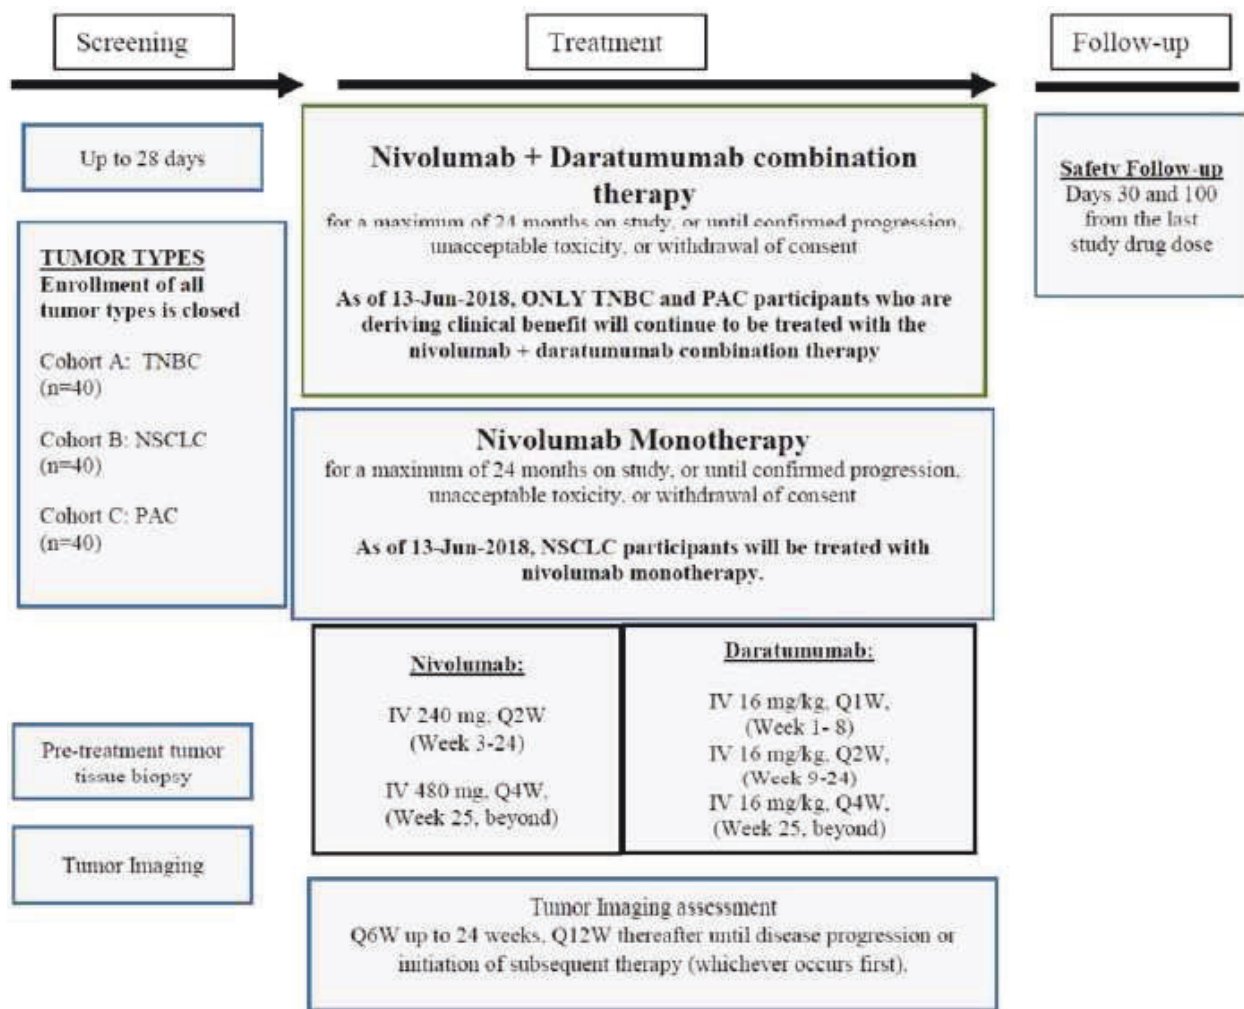 Screening
Treatment
Follow-up
Up to 28 days
TUMOR TYPES
Enrollment of all
tumor types is closed
Cohort A: TNBC
(n=40)
Cohort B: NSCLC
(n=40)
Cohort C: PAC
(n=40)
Pre-treatment tumor
tissue biopsy
Tumor Imaging
Nivolumab + Daratumumab combination
therapy
for a maximum of 24 months on study, or until confirmed progression,
unacceptable toxicity, or withdrawal of consent
As of 13-Jun-2018, ONLY TNBC and PAC participants who are
deriving clinical benefit will continue to be treated with the
nivolumab + daratumumab combination therapy
Nivolumab Monotherapy
for a maximum of 24 months on study, or until confirmed progression,
unacceptable toxicity, or withdrawal of consent
As of 13-Jun-2018, NSCLC participants will be treated with
nivolumab monotherapy.
Nivolumab:
IV 240 mg, Q2W
(Week 3-24)
IV 480 mg, Q4W,
(Week 25, beyond)
Daratumumab:
IV 16 mg/kg, Q1W,
(Week 1- 8)
IV 16 mg/kg, Q2W,
(Week 9-24)
IV 16 mg/kg, Q4W,
(Week 25, beyond)
Tumor Imaging assessment
Q6W up to 24 weeks, Q12W thereafter until disease progression or
initiation of subsequent therapy (whichever occurs first).
Safety Follow-up
Days 30 and 100
from the last
study drug dose